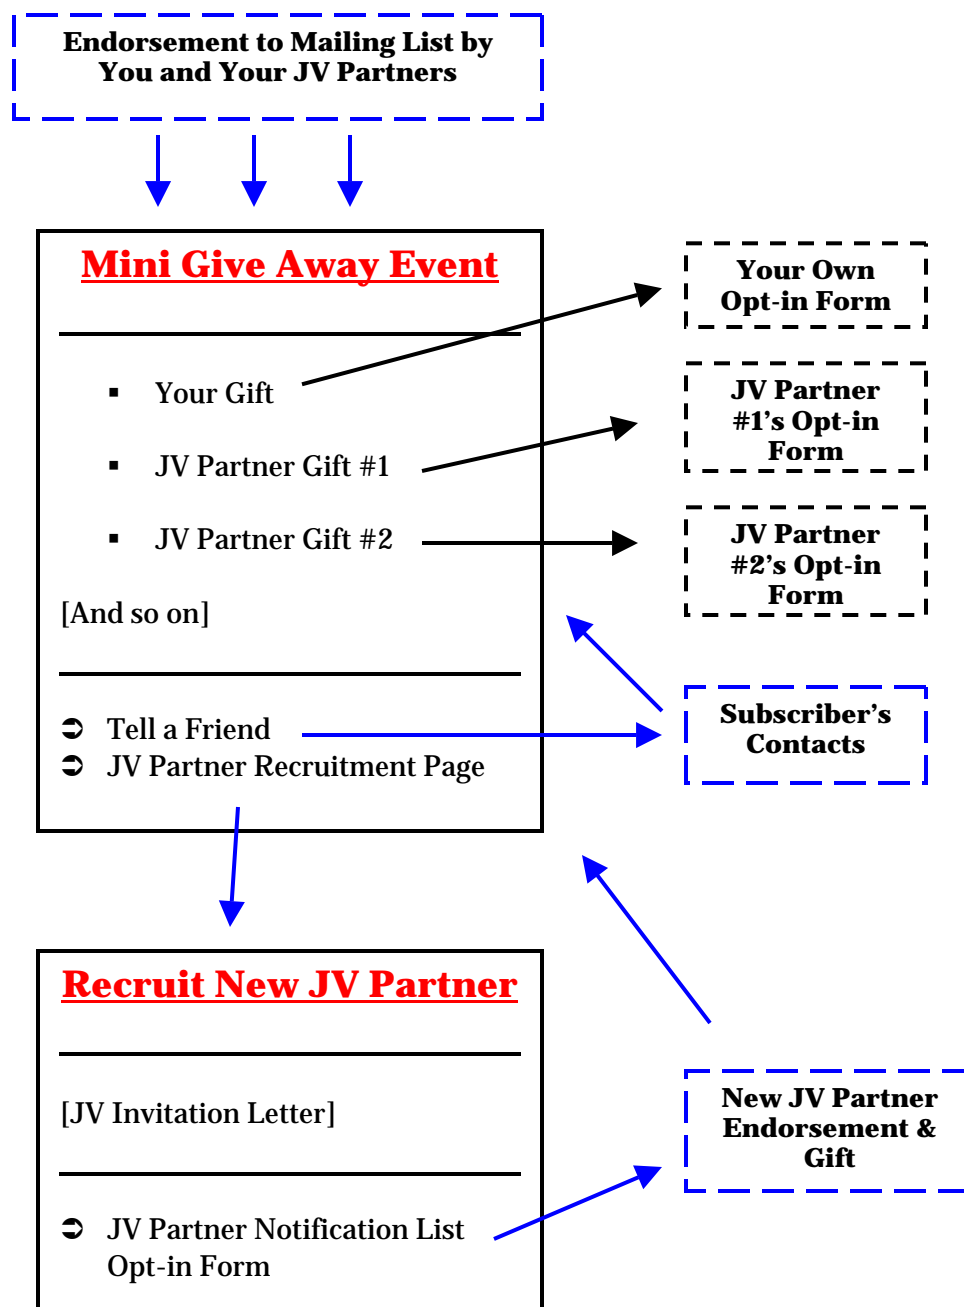 Endorsement to Mailing List by
You and Your JV Partners
Mini Give Away Event
▪ Your Gift
▪ JV Partner Gift #1
▪ JV Partner Gift #2
[And so on]
➲ Tell a Friend
➲ JV Partner Recruitment Page
Your Own
Opt-in Form
JV Partner
#1's Opt-in
Form
JV Partner
#2's Opt-in
Form
Subscriber's
Contacts
Recruit New JV Partner
[JV Invitation Letter]
➲ JV Partner Notification List
Opt-in Form
New JV Partner
Endorsement &
Gift